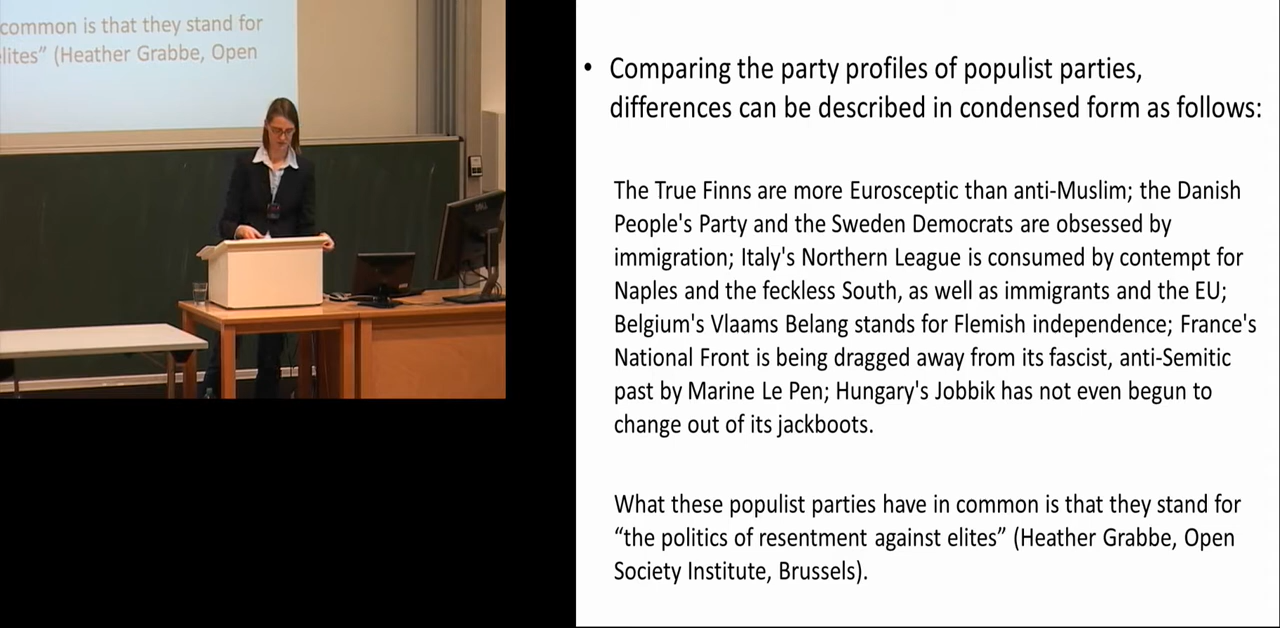 common is that they stand for
elites” (Heather Grabbe, Open
• Comparing the party profiles of populist parties,
differences can be described in condensed form as follows:
The True Finns are more Eurosceptic than anti-Muslim; the Danish
People's Party and the Sweden Democrats are obsessed by
immigration; Italy's Northern League is consumed by contempt for
Naples and the feckless South, as well as immigrants and the EU;
Belgium's Vlaams Belang stands for Flemish independence; France's
National Front is being dragged away from its fascist, anti-Semitic
past by Marine Le Pen; Hungary's Jobbik has not even begun to
change out of its jackboots.
What these populist parties have in common is that they stand for
“the politics of resentment against elites” (Heather Grabbe, Open
Society Institute, Brussels).